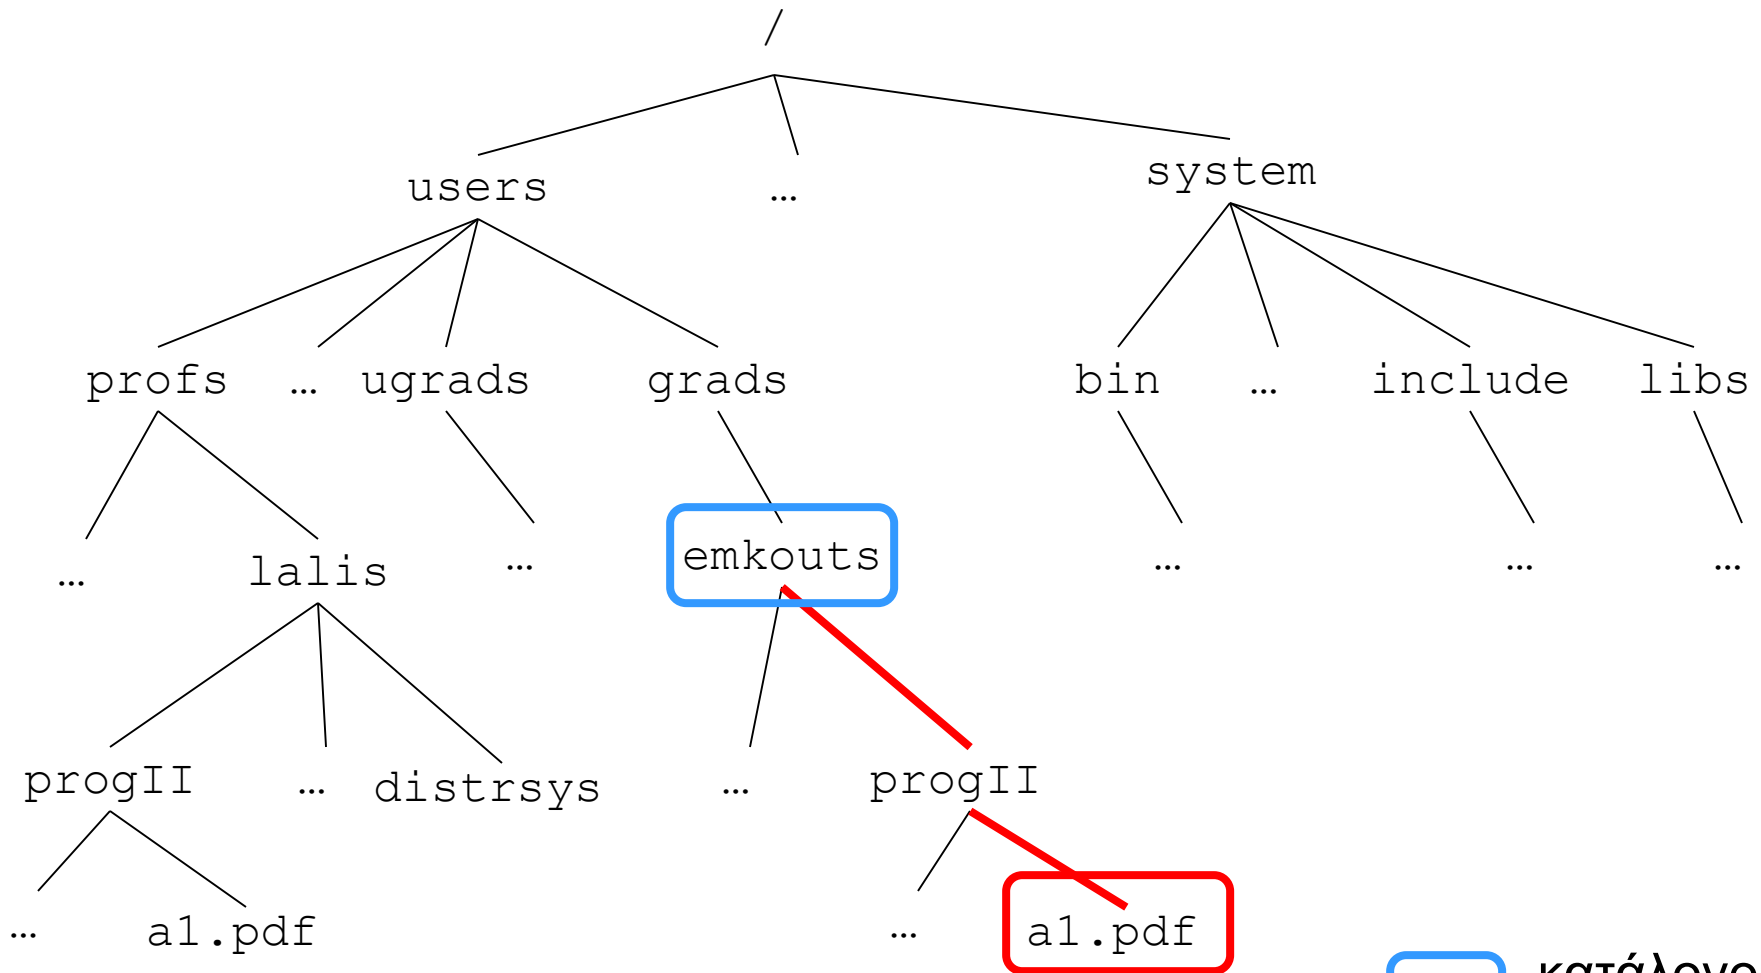 /
users … system
profs … ugrads grads bin … include libs
… lalis … emkouts … … …
progII … distrsys … progII
… a1.pdf … a1.pdf